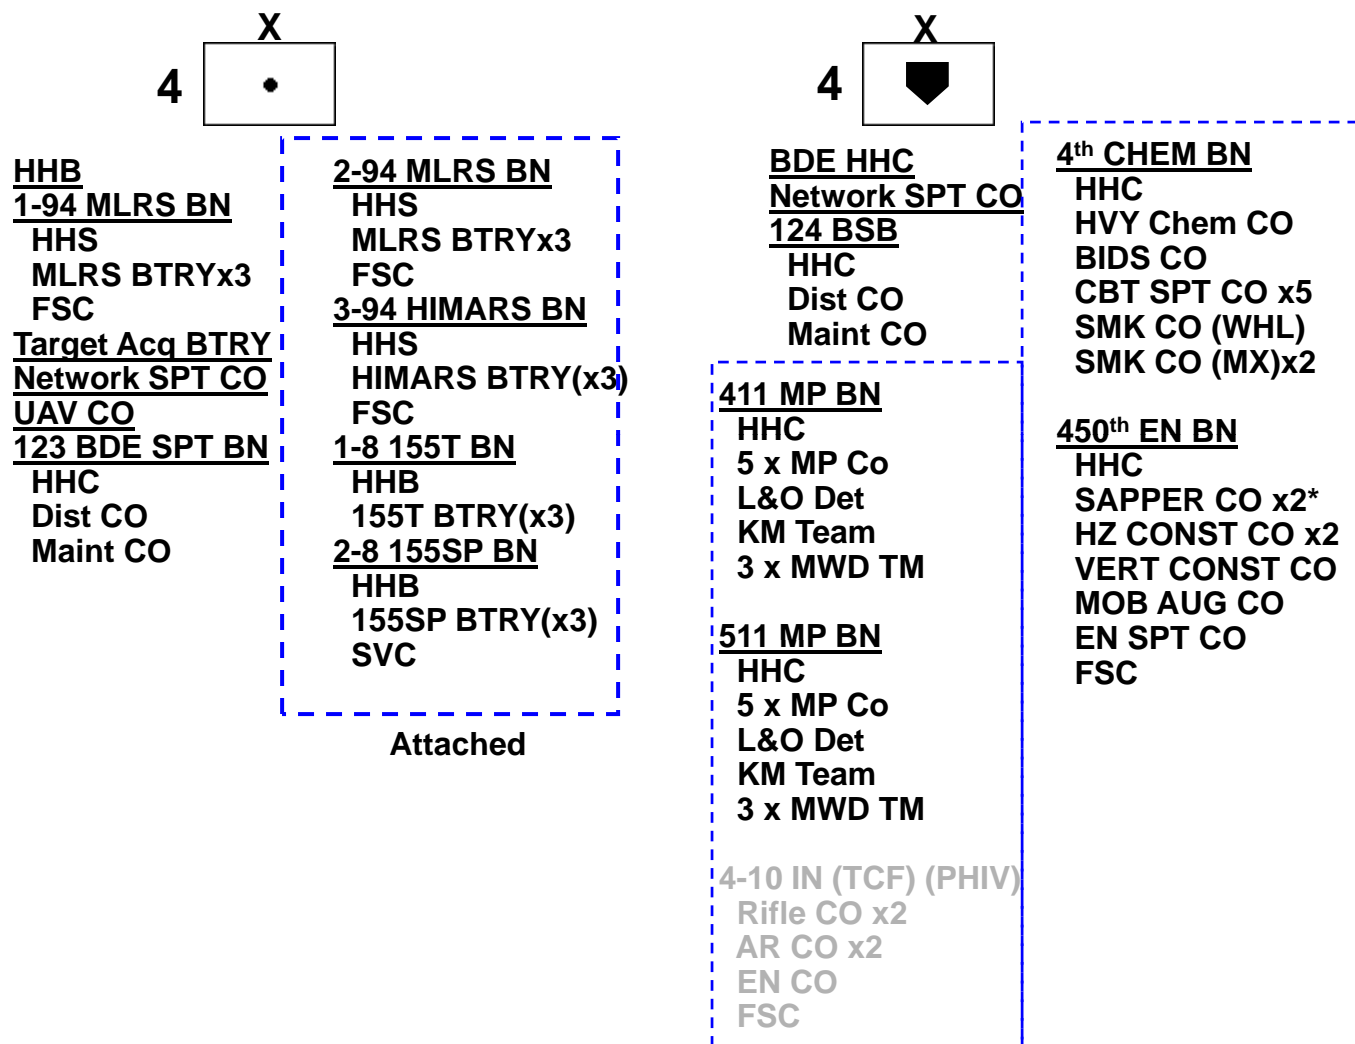 X
4
HHB
1-94 MLRS BN
HHS
MLRS BTRYx3
FSC
Target Acq BTRY
Network SPT CO
UAV CO
123 BDE SPT BN
HHC
Dist CO
Maint CO
2-94 MLRS BN
HHS
MLRS BTRYx3
FSC
3-94 HIMARS BN
HHS
HIMARS BTRY(x3)
FSC
1-8 155T BN
HHB
155T BTRY(x3)
2-8 155SP BN
HHB
155SP BTRY(x3)
SVC
Attached
X
4
BDE HHC
Network SPT CO
124 BSB
HHC
Dist CO
Maint CO
411 MP BN
HHC
5 x MP Co
L&O Det
KM Team
3 x MWD TM
511 MP BN
HHC
5 x MP Co
L&O Det
KM Team
3 x MWD TM
4-10 IN (TCF) (PHIV)
Rifle CO x2
AR CO x2
EN CO
FSC
4th CHEM BN
HHC
HVY Chem CO
BIDS CO
CBT SPT CO x5
SMK CO (WHL)
SMK CO (MX)x2
450th EN BN
HHC
SAPPER CO x2*
HZ CONST CO x2
VERT CONST CO
MOB AUG CO
EN SPT CO
FSC